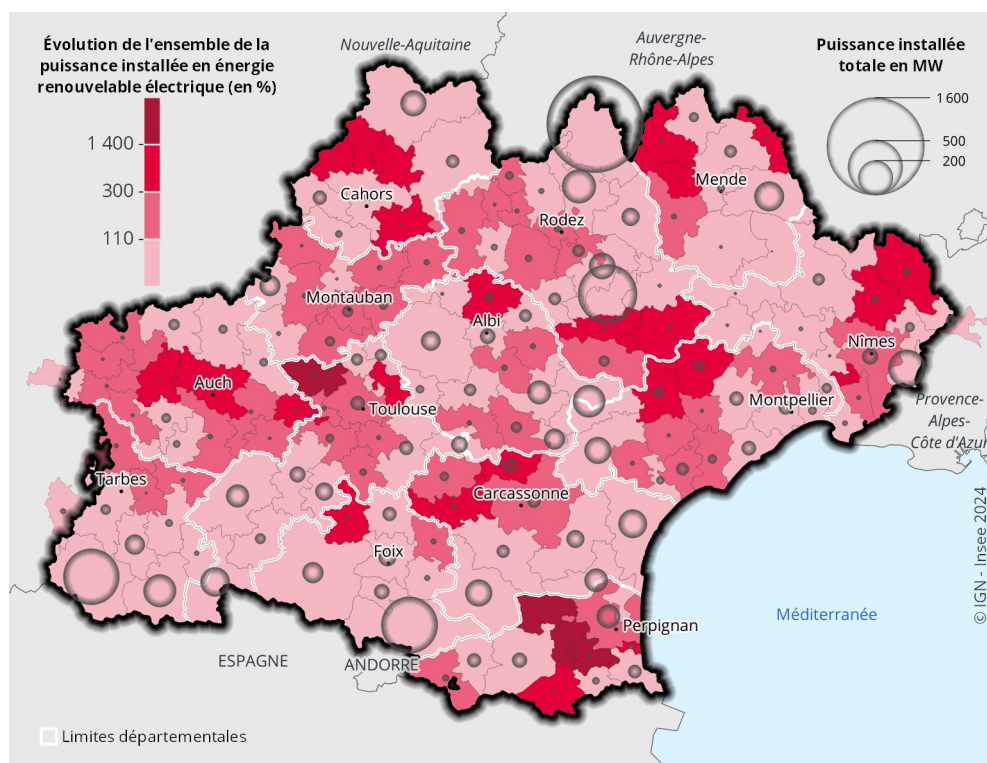 Évolution de l'ensemble de la
puissance installée en énergie
renouvelable électrique (en %)
1 400
300
110
Nouvelle-Aquitaine
Auvergne-
Rhône-Alpes
Puissance installée
totale en MW
1 600
500
200
Mende
Cahors
Rodez
Montauban
Albi
Nîmes
Auch
Toulouse
Montpellier
Provence-
Alpes-
Côte d'Azur
Tarbes
Carcassonne
Foix
Perpignan
Méditerranée
ESPAGNE
ANDORRE
Limites départementales
© IGN - Insee 2024